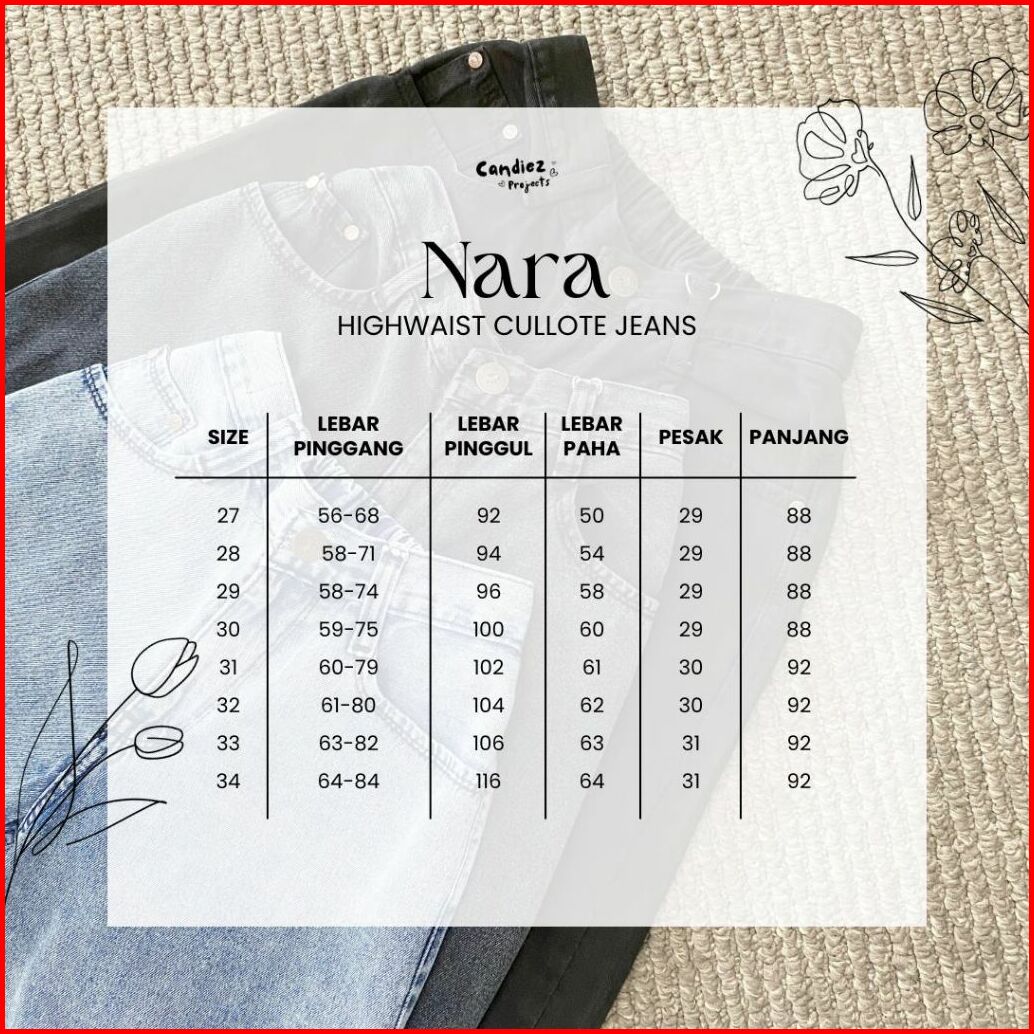 Candiez
Projects
Nara
HIGHWAIST CULLOTE JEANS
SIZE LEBAR PINGGANG LEBAR PINGGUL LEBAR PAHA PESAK PANJANG
27 56-68 92 50 29 88
28 58-71 94 54 29 88
29 58-74 96 58 29 88
30 59-75 100 60 29 88
31 60-79 102 61 30 92
32 61-80 104 62 30 92
33 63-82 106 63 31 92
34 64-84 116 64 31 92